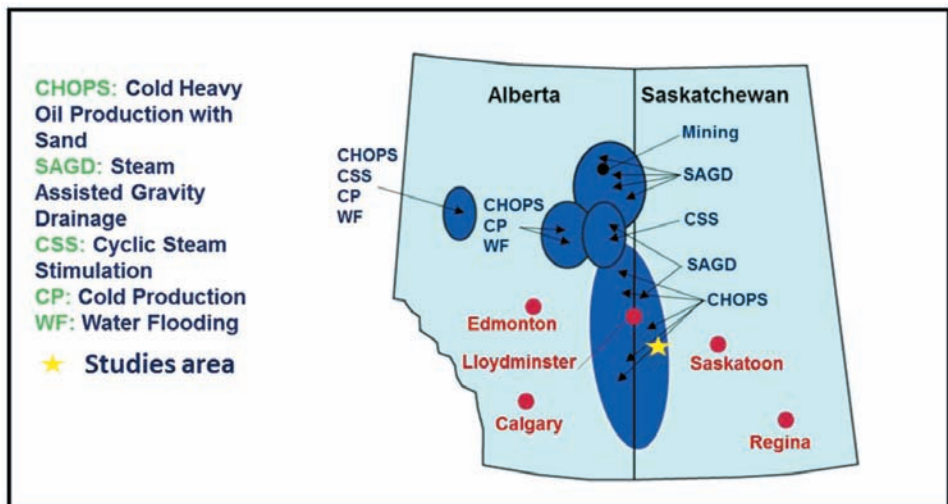 CHOPS: Cold Heavy
Oil Production with
Sand
SAGD: Steam
Assisted Gravity
Drainage
CSS: Cyclic Steam
Stimulation
CP: Cold Production
WF: Water Flooding
Studies area
Alberta
Saskatchewan
Mining
CHOPS
CSS
CP
WF
CHOPS
CP
WF
SAGD
CSS
SAGD
CHOPS
Edmonton
Lloydminster
Saskatoon
Calgary
Regina